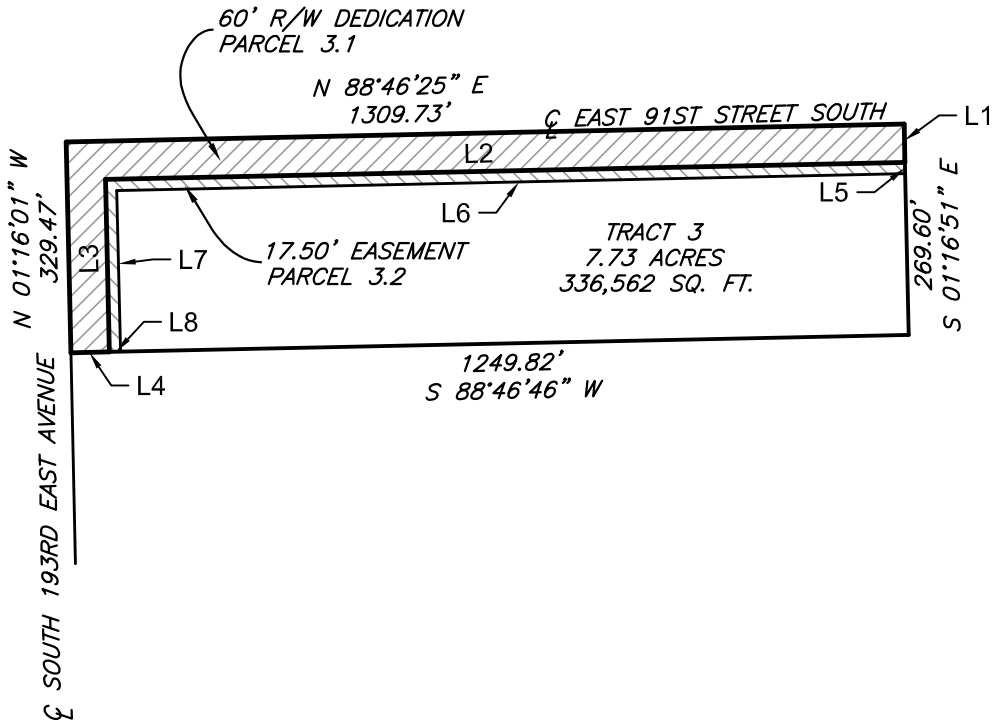 60' R/W DEDICATION
PARCEL 3.1
N 88°46'25" E
1309.73'
℄ EAST 91ST STREET SOUTH
L1
L2
L5
L6
N 01°16'01" W
329.47'
L3
L7
17.50' EASEMENT
PARCEL 3.2
TRACT 3
7.73 ACRES
336,562 SQ. FT.
269.60'
S 01°16'51" E
L8
L4
1249.82'
S 88°46'46" W
℄ SOUTH 193RD EAST AVENUE